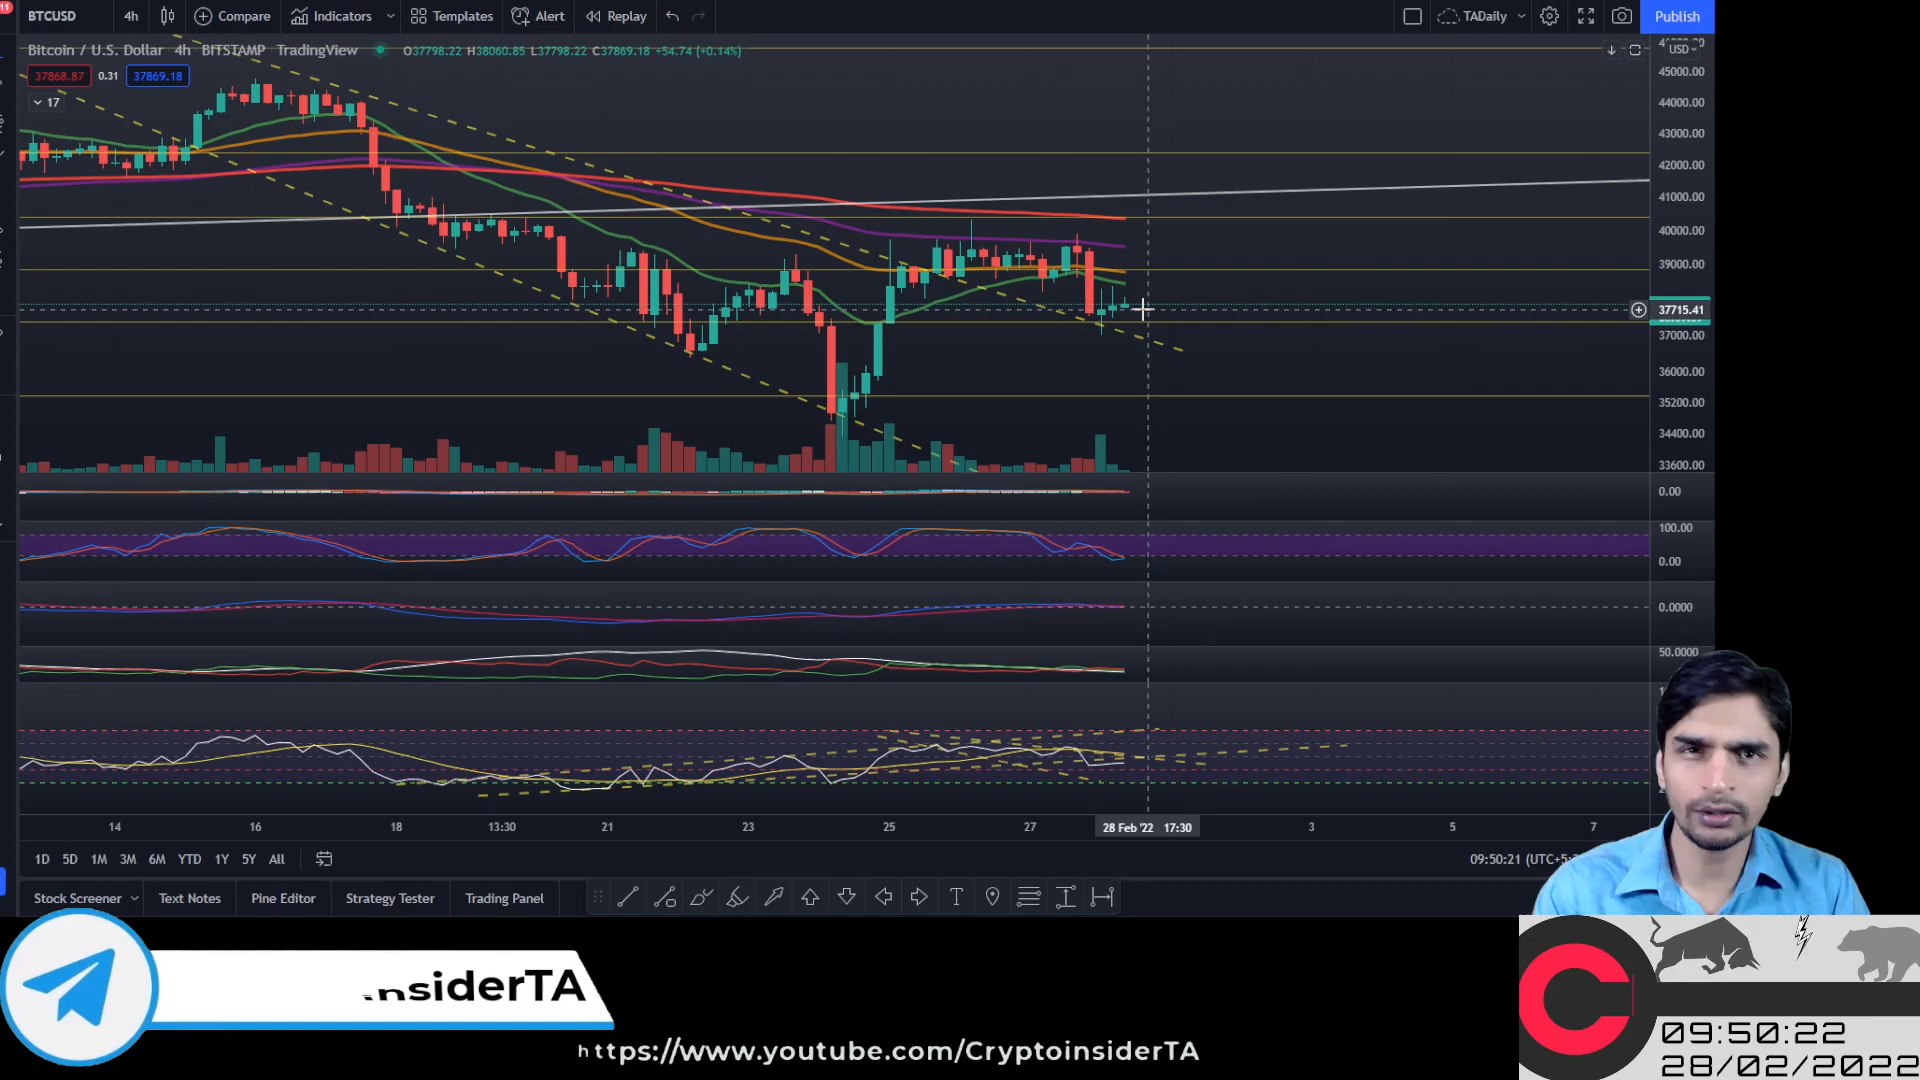 11
BTCUSD 4h Compare Indicators Templates Alert Replay TADaily Publish
Bitcoin / U.S. Dollar 4h BITSTAMP TradingView O37798.22 H38060.85 L37798.22 C37869.18 +54.74 (+0.14%)
USD
37868.87 0.31 37869.18
17
45000.00
44000.00
43000.00
42000.00
41000.00
40000.00
39000.00
37715.41
37000.00
36000.00
35200.00
34400.00
33600.00
0.00
100.00
0.00
0.0000
50.0000
14 16 18 13:30 21 23 25 27 28 Feb '22 17:30 3 5 7
1D 5D 1M 3M 6M YTD 1Y 5Y All
09:50:21 (UTC+5:
Stock Screener Text Notes Pine Editor Strategy Tester Trading Panel
insiderTA
https://www.youtube.com/CryptoinsiderTA
09:50:22
28/02/2022